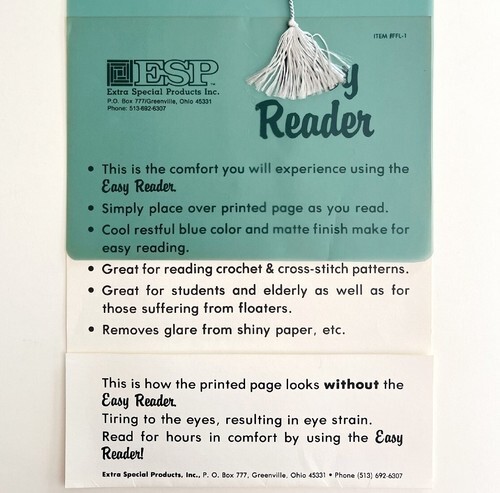 ITEM #FFL-1
ESP
Extra Special Products Inc.
P.O. Box 777/Greenville, Ohio 45331
Phone: 513-692-6307
Reader
• This is the comfort you will experience using the
Easy Reader.
• Simply place over printed page as you read.
• Cool restful blue color and matte finish make for
easy reading.
• Great for reading crochet & cross-stitch patterns.
• Great for students and elderly as well as for
those suffering from floaters.
• Removes glare from shiny paper, etc.
This is how the printed page looks without the
Easy Reader.
Tiring to the eyes, resulting in eye strain.
Read for hours in comfort by using the Easy
Reader!
Extra Special Products, Inc., P. O. Box 777, Greenville, Ohio 45331 • Phone (513) 692-6307